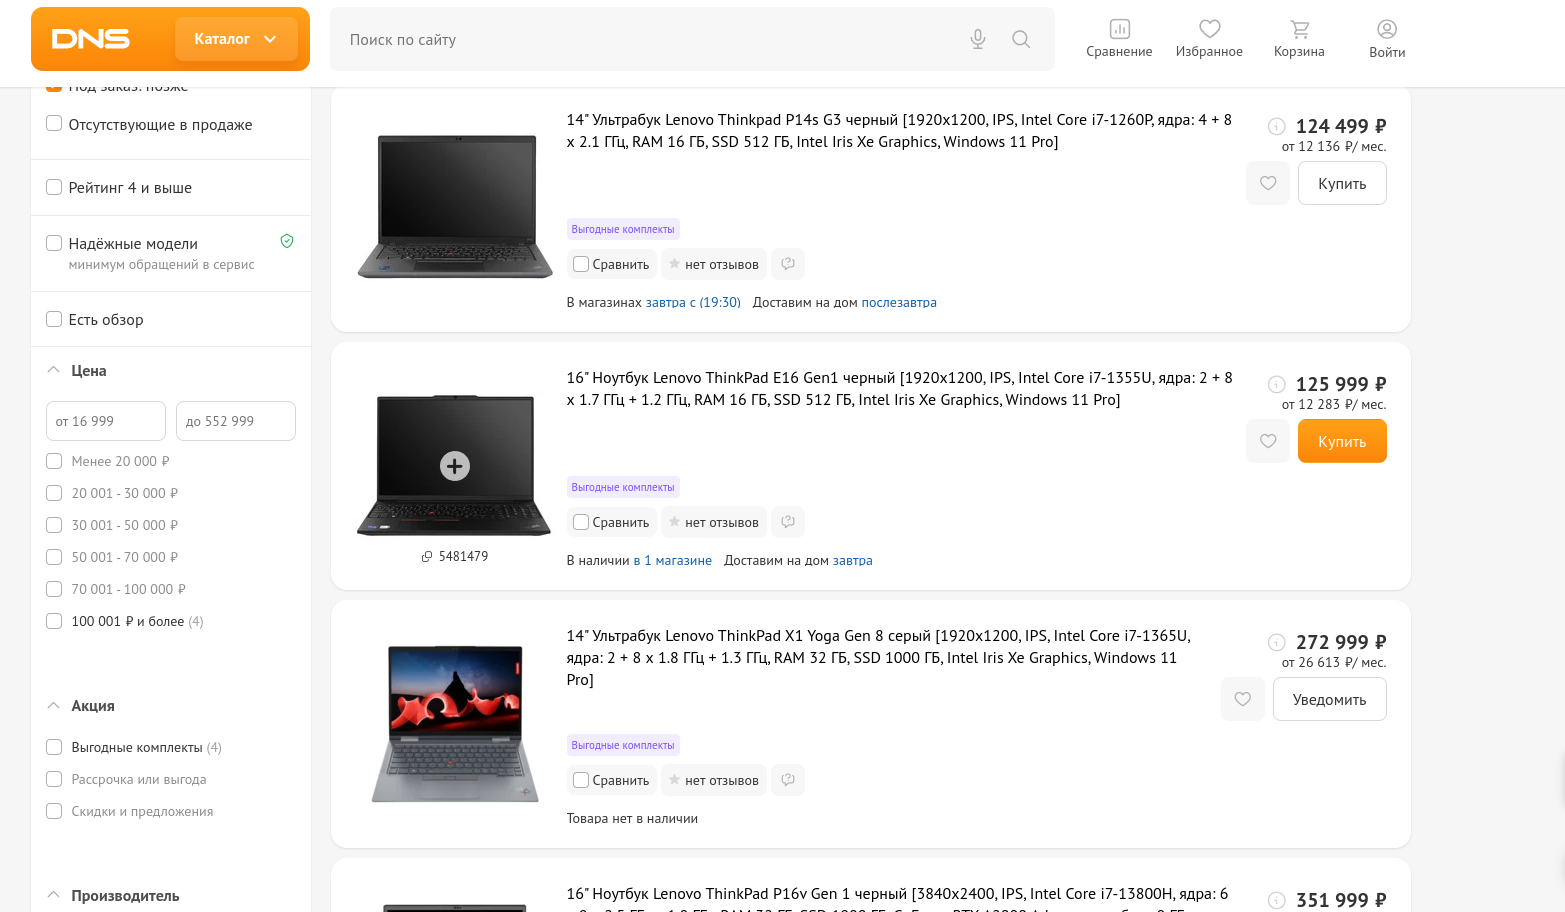 DNS
Каталог
Поиск по сайту
Сравнение
Избранное
Корзина
Войти
Под заказ: позже
Отсутствующие в продаже
Рейтинг 4 и выше
Надёжные модели
минимум обращений в сервис
Есть обзор
Цена
от 16 999
до 552 999
Менее 20 000 ₽
20 001 - 30 000 ₽
30 001 - 50 000 ₽
50 001 - 70 000 ₽
70 001 - 100 000 ₽
100 001 ₽ и более (4)
Акция
Выгодные комплекты (4)
Рассрочка или выгода
Скидки и предложения
Производитель
14" Ультрабук Lenovo Thinkpad P14s G3 черный [1920x1200, IPS, Intel Core i7-1260P, ядра: 4 + 8
x 2.1 ГГц, RAM 16 ГБ, SSD 512 ГБ, Intel Iris Xe Graphics, Windows 11 Pro]
124 499 ₽
от 12 136 ₽/ мес.
Купить
Выгодные комплекты
Сравнить
нет отзывов
В магазинах завтра с (19:30) Доставим на дом послезавтра
16" Ноутбук Lenovo ThinkPad E16 Gen1 черный [1920x1200, IPS, Intel Core i7-1355U, ядра: 2 + 8
x 1.7 ГГц + 1.2 ГГц, RAM 16 ГБ, SSD 512 ГБ, Intel Iris Xe Graphics, Windows 11 Pro]
125 999 ₽
от 12 283 ₽/ мес.
Купить
Выгодные комплекты
Сравнить
нет отзывов
5481479
В наличии в 1 магазине Доставим на дом завтра
14" Ультрабук Lenovo ThinkPad X1 Yoga Gen 8 серый [1920x1200, IPS, Intel Core i7-1365U,
ядра: 2 + 8 x 1.8 ГГц + 1.3 ГГц, RAM 32 ГБ, SSD 1000 ГБ, Intel Iris Xe Graphics, Windows 11
Pro]
272 999 ₽
от 26 613 ₽/ мес.
Уведомить
Выгодные комплекты
Сравнить
нет отзывов
Товара нет в наличии
16" Ноутбук Lenovo ThinkPad P16v Gen 1 черный [3840x2400, IPS, Intel Core i7-13800H, ядра: 6
351 999 ₽